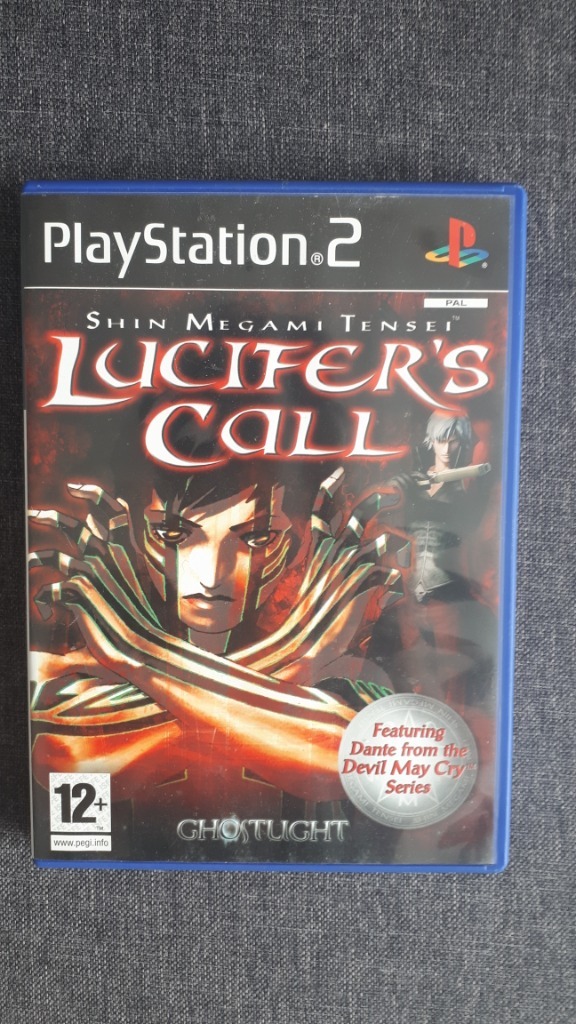 PlayStation®2
PAL
SHIN MEGAMI TENSEI™
LUCIFER'S
CALL
Featuring
Dante from the
Devil May Cry™
Series
12+
www.pegi.info
GHOSTLIGHT